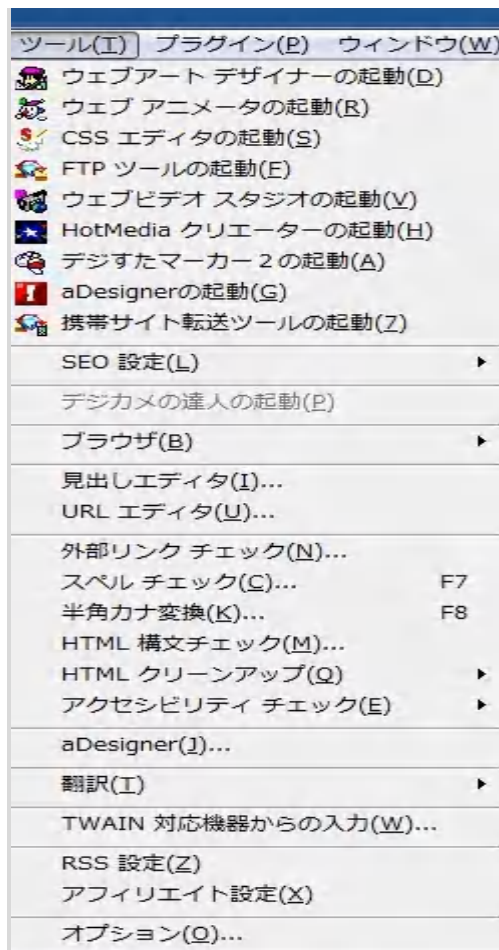 ツール(T) プラグイン(P) ウィンドウ(W)
ウェブアート デザイナーの起動(D)
ウェブ アニメータの起動(R)
CSS エディタの起動(S)
FTP ツールの起動(F)
ウェブビデオ スタジオの起動(V)
HotMedia クリエーターの起動(H)
デジすたマーカー2の起動(A)
aDesignerの起動(G)
携帯サイト転送ツールの起動(7)
SEO 設定(L)
デジカメの達人の起動(P)
ブラウザ(B)
見出しエディタ(I)...
URL エディタ(U)...
外部リンク チェック(N)...
スペル チェック(C)... F7
半角カナ変換(K)... F8
HTML 構文チェック(M)...
HTML クリーンアップ(Q)
アクセシビリティ チェック(E)
aDesigner(J)...
翻訳(T)
TWAIN 対応機器からの入力(W)...
RSS 設定(Z)
アフィリエイト設定(X)
オプション(O)...